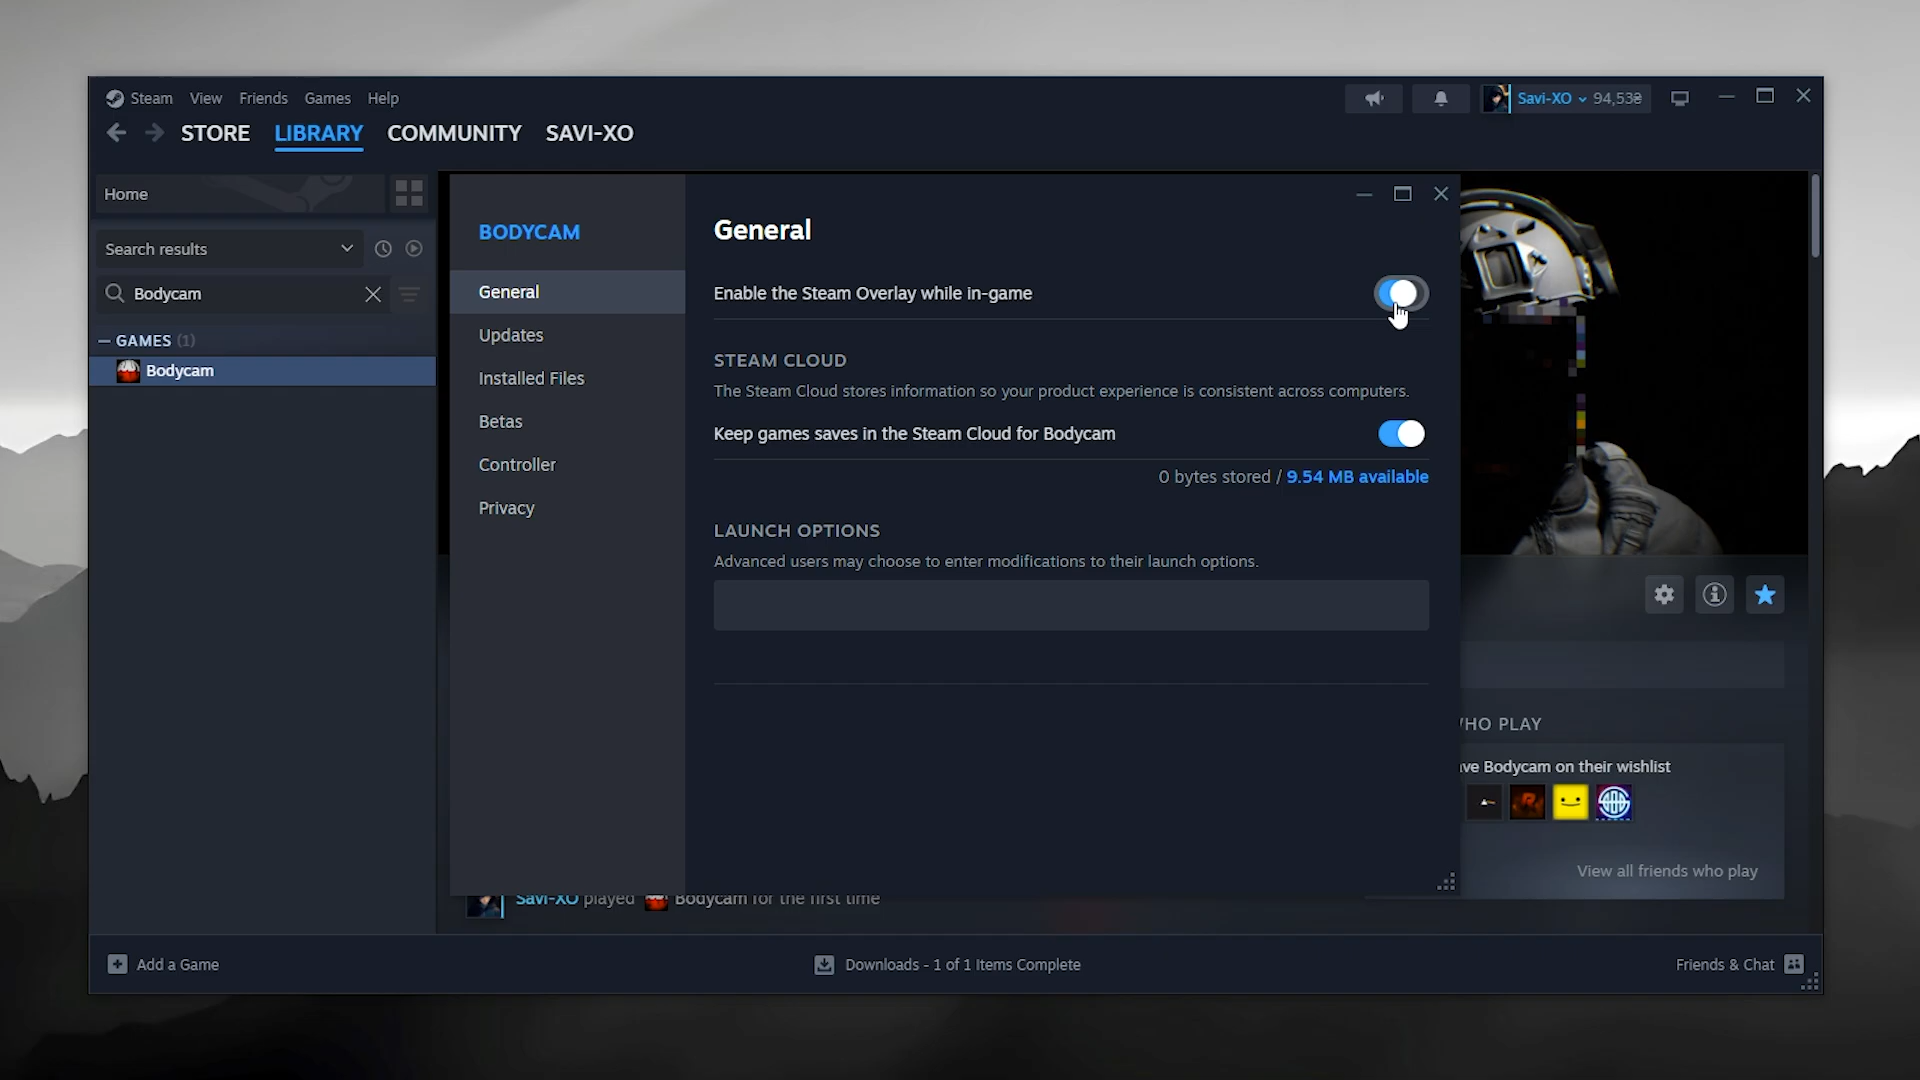 Steam View Friends Games Help
Savi-XO 94,53₴
STORE LIBRARY COMMUNITY SAVI-XO
Home
Search results
Bodycam
— GAMES (1)
Bodycam
BODYCAM
General
Updates
Installed Files
Betas
Controller
Privacy
General
Enable the Steam Overlay while in-game
STEAM CLOUD
The Steam Cloud stores information so your product experience is consistent across computers.
Keep games saves in the Steam Cloud for Bodycam
0 bytes stored / 9.54 MB available
LAUNCH OPTIONS
Advanced users may choose to enter modifications to their launch options.
WHO PLAY
ave Bodycam on their wishlist
View all friends who play
Savi-XO played Bodycam for the first time
Add a Game
Downloads - 1 of 1 Items Complete
Friends & Chat